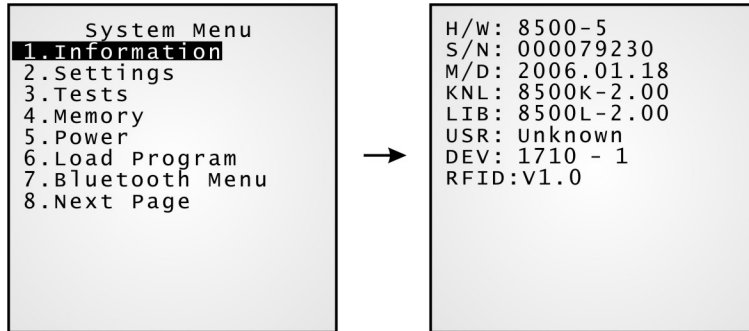 System Menu
1.Information
2.Settings
3.Tests
4.Memory
5.Power
6.Load Program
7.Bluetooth Menu
8.Next Page
H/W: 8500-5
S/N: 000079230
M/D: 2006.01.18
KNL: 8500K-2.00
LIB: 8500L-2.00
USR: Unknown
DEV: 1710 - 1
RFID:V1.0